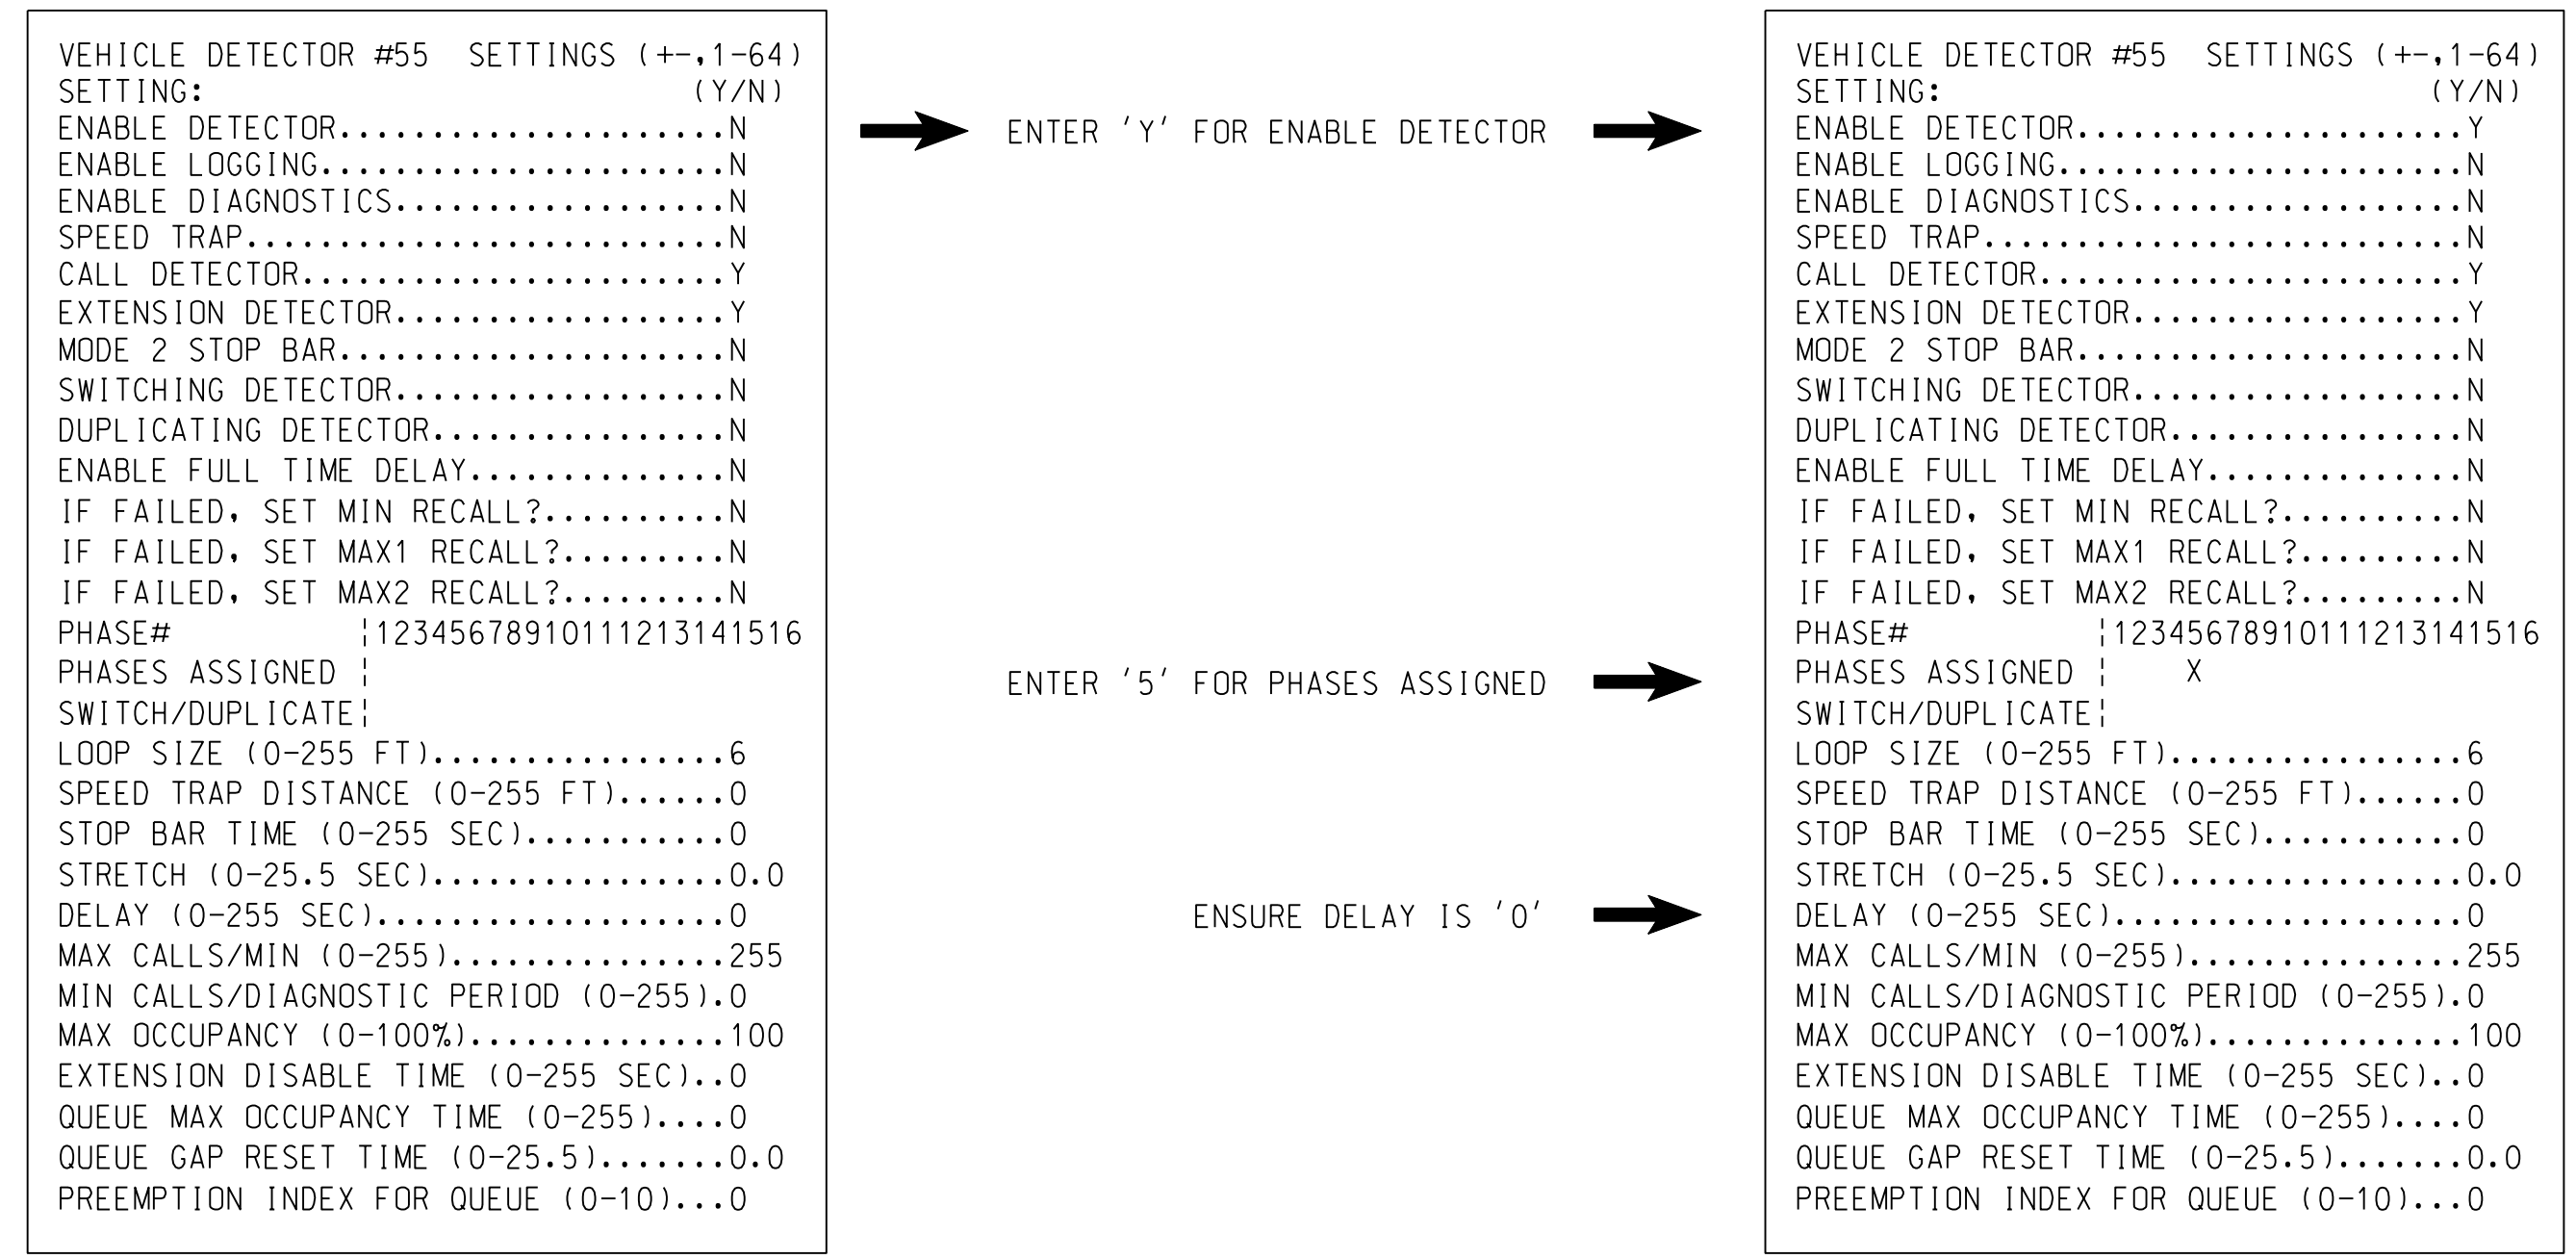 VEHICLE DETECTOR #55  SETTINGS (+-,1-64)
SETTING:                          (Y/N)
ENABLE DETECTOR.....................N
ENABLE LOGGING......................N
ENABLE DIAGNOSTICS..................N
SPEED TRAP..........................N
CALL DETECTOR.......................Y
EXTENSION DETECTOR..................Y
MODE 2 STOP BAR.....................N
SWITCHING DETECTOR..................N
DUPLICATING DETECTOR................N
ENABLE FULL TIME DELAY..............N
IF FAILED, SET MIN RECALL?..........N
IF FAILED, SET MAX1 RECALL?.........N
IF FAILED, SET MAX2 RECALL?.........N
PHASE#          ¦12345678910111213141516
PHASES ASSIGNED ¦
SWITCH/DUPLICATE¦
LOOP SIZE (0-255 FT)................6
SPEED TRAP DISTANCE (0-255 FT)......0
STOP BAR TIME (0-255 SEC)...........0
STRETCH (0-25.5 SEC)................0.0
DELAY (0-255 SEC)...................0
MAX CALLS/MIN (0-255)...............255
MIN CALLS/DIAGNOSTIC PERIOD (0-255).0
MAX OCCUPANCY (0-100%)..............100
EXTENSION DISABLE TIME (0-255 SEC)..0
QUEUE MAX OCCUPANCY TIME (0-255)....0
QUEUE GAP RESET TIME (0-25.5).......0.0
PREEMPTION INDEX FOR QUEUE (0-10)...0
ENTER 'Y' FOR ENABLE DETECTOR
ENTER '5' FOR PHASES ASSIGNED
ENSURE DELAY IS '0'
VEHICLE DETECTOR #55  SETTINGS (+-,1-64)
SETTING:                          (Y/N)
ENABLE DETECTOR.....................Y
ENABLE LOGGING......................N
ENABLE DIAGNOSTICS..................N
SPEED TRAP..........................N
CALL DETECTOR.......................Y
EXTENSION DETECTOR..................Y
MODE 2 STOP BAR.....................N
SWITCHING DETECTOR..................N
DUPLICATING DETECTOR................N
ENABLE FULL TIME DELAY..............N
IF FAILED, SET MIN RECALL?..........N
IF FAILED, SET MAX1 RECALL?.........N
IF FAILED, SET MAX2 RECALL?.........N
PHASE#          ¦12345678910111213141516
PHASES ASSIGNED ¦    X
SWITCH/DUPLICATE¦
LOOP SIZE (0-255 FT)................6
SPEED TRAP DISTANCE (0-255 FT)......0
STOP BAR TIME (0-255 SEC)...........0
STRETCH (0-25.5 SEC)................0.0
DELAY (0-255 SEC)...................0
MAX CALLS/MIN (0-255)...............255
MIN CALLS/DIAGNOSTIC PERIOD (0-255).0
MAX OCCUPANCY (0-100%)..............100
EXTENSION DISABLE TIME (0-255 SEC)..0
QUEUE MAX OCCUPANCY TIME (0-255)....0
QUEUE GAP RESET TIME (0-25.5).......0.0
PREEMPTION INDEX FOR QUEUE (0-10)...0